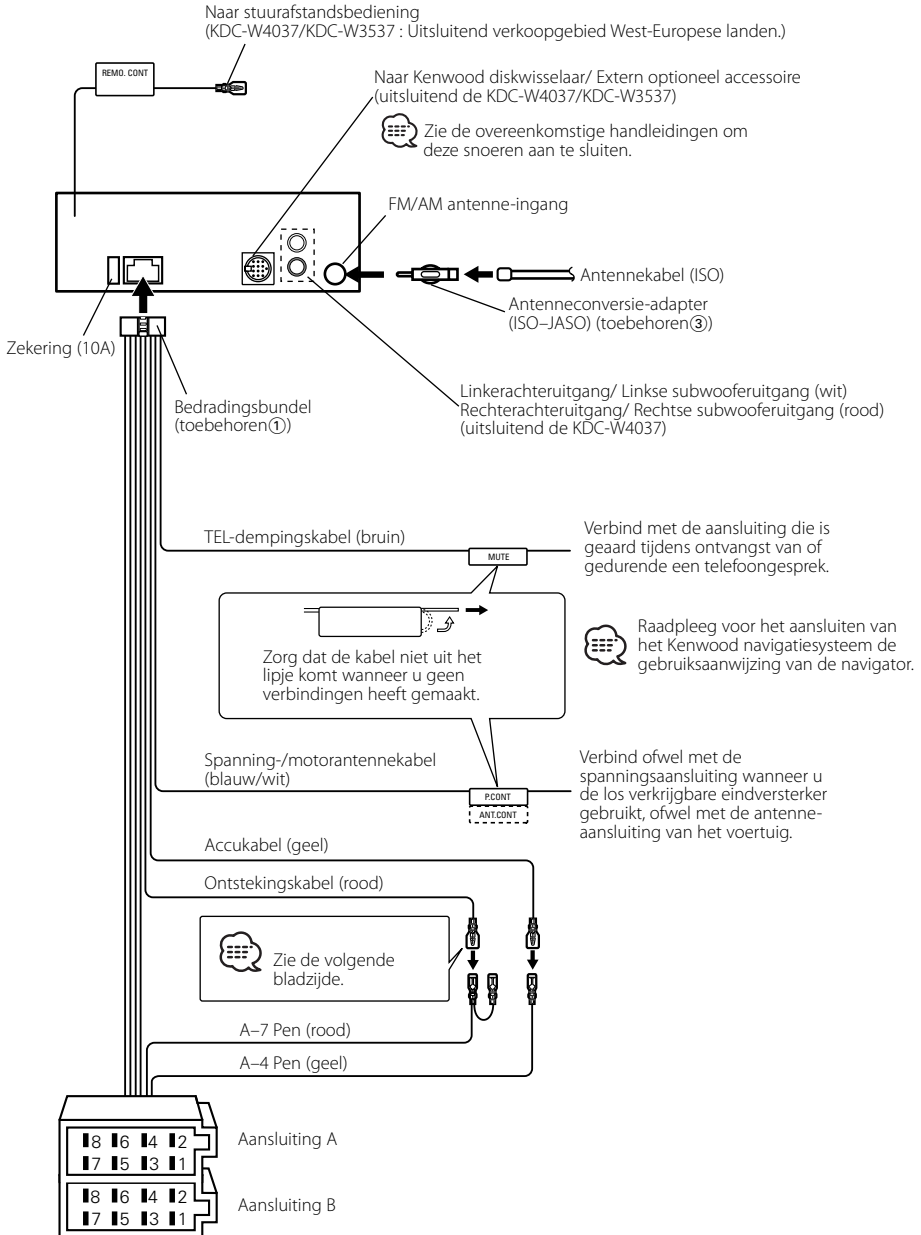 Naar stuurafstandsbediening
(KDC-W4037/KDC-W3537 : Uitsluitend verkoopgebied West-Europese landen.)
REMO. CONT
Naar Kenwood diskwisselaar/ Extern optioneel accessoire
(uitsluitend de KDC-W4037/KDC-W3537)
Zie de overeenkomstige handleidingen om
deze snoeren aan te sluiten.
FM/AM antenne-ingang
Antennekabel (ISO)
Antenneconversie-adapter
(ISO–JASO) (toebehoren③)
Zekering (10A)
Bedradingsbundel
(toebehoren①)
Linkerachteruitgang/ Linkse subwooferuitgang (wit)
Rechterachteruitgang/ Rechtse subwooferuitgang (rood)
(uitsluitend de KDC-W4037)
TEL-dempingskabel (bruin)
MUTE
Verbind met de aansluiting die is
geaard tijdens ontvangst van of
gedurende een telefoongesprek.
Zorg dat de kabel niet uit het
lipje komt wanneer u geen
verbindingen heeft gemaakt.
Raadpleeg voor het aansluiten van
het Kenwood navigatiesysteem de
gebruiksaanwijzing van de navigator.
Spanning-/motorantennekabel
(blauw/wit)
P.CONT
ANT.CONT
Verbind ofwel met de
spanningsaansluiting wanneer u
de los verkrijgbare eindversterker
gebruikt, ofwel met de antenne-
aansluiting van het voertuig.
Accukabel (geel)
Ontstekingskabel (rood)
Zie de volgende
bladzijde.
A–7 Pen (rood)
A–4 Pen (geel)
8 6 4 2
7 5 3 1
Aansluiting A
8 6 4 2
7 5 3 1
Aansluiting B